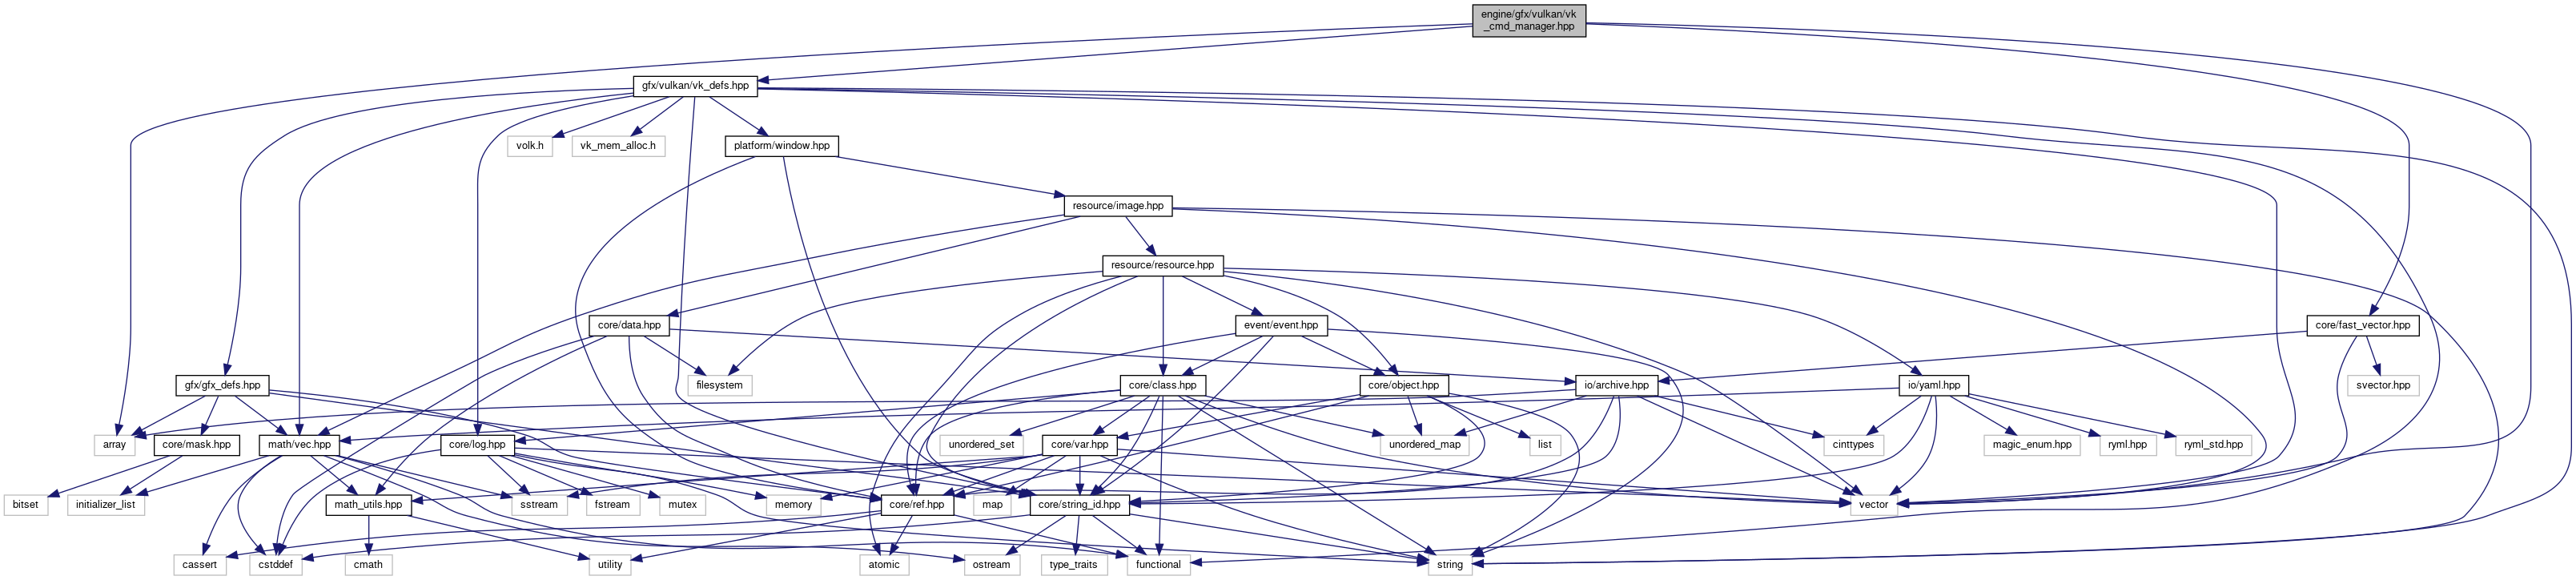 engine/gfx/vulkan/vk
_cmd_manager.hpp
gfx/vulkan/vk_defs.hpp
volk.h
vk_mem_alloc.h
platform/window.hpp
resource/image.hpp
resource/resource.hpp
core/data.hpp
event/event.hpp
core/fast_vector.hpp
gfx/gfx_defs.hpp
filesystem
core/class.hpp
core/object.hpp
io/archive.hpp
io/yaml.hpp
svector.hpp
array
core/mask.hpp
math/vec.hpp
core/log.hpp
unordered_set
core/var.hpp
unordered_map
list
cinttypes
magic_enum.hpp
ryml.hpp
ryml_std.hpp
bitset
initializer_list
math_utils.hpp
sstream
fstream
mutex
memory
core/ref.hpp
map
core/string_id.hpp
vector
cassert
cstddef
cmath
utility
atomic
ostream
type_traits
functional
string